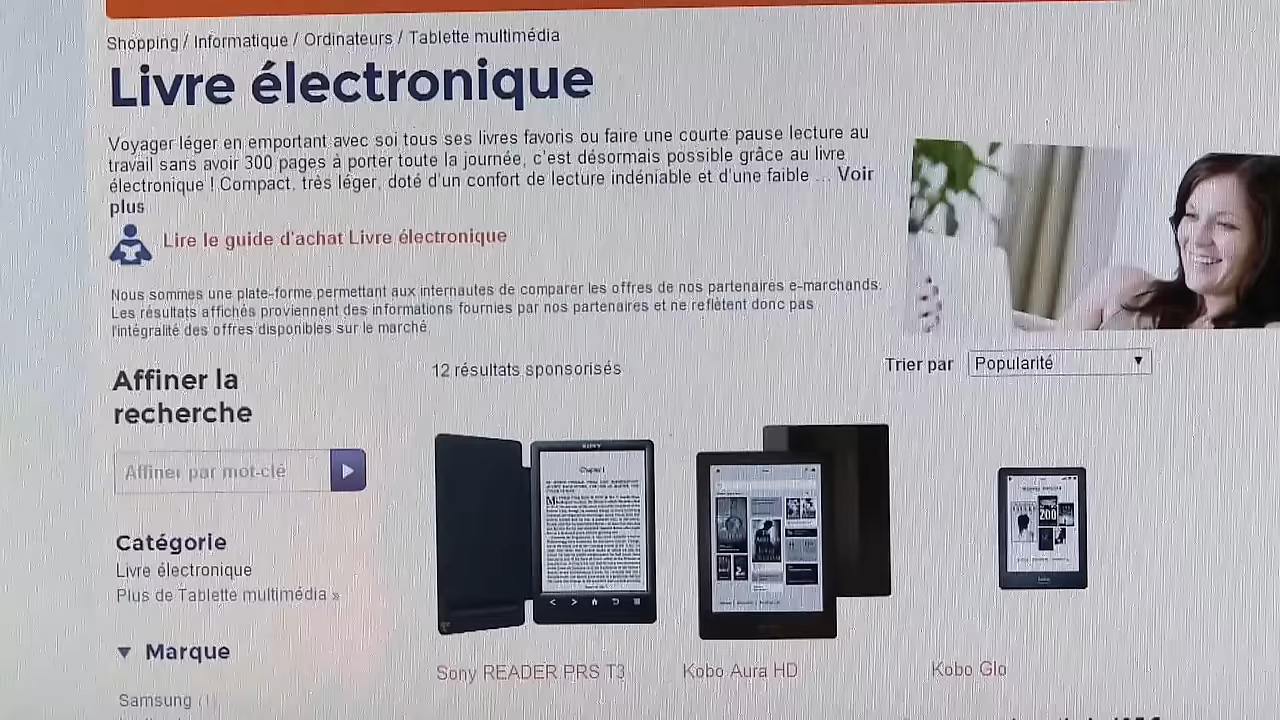 Shopping / Informatique / Ordinateurs / Tablette multimédia
Livre électronique
Voyager léger en emportant avec soi tous ses livres favoris ou faire une courte pause lecture au
travail sans avoir 300 pages à porter toute la journée, c'est désormais possible grâce au livre
électronique ! Compact, très léger, doté d'un confort de lecture indéniable et d'une faible ... Voir
plus
Lire le guide d'achat Livre électronique
Nous sommes une plate-forme permettant aux internautes de comparer les offres de nos partenaires e-marchands.
Les résultats affichés proviennent des informations fournies par nos partenaires et ne reflètent donc pas
l'intégralité des offres disponibles sur le marché
Affiner la
recherche
12 résultats sponsorisés
Trier par Popularité
Affiner par mot-clé
Catégorie
Livre électronique
Plus de Tablette multimédia »
Marque
Samsung (1)
SONY
Chapter I
200
Sony READER PRS T3
Kobo Aura HD
Kobo Glo